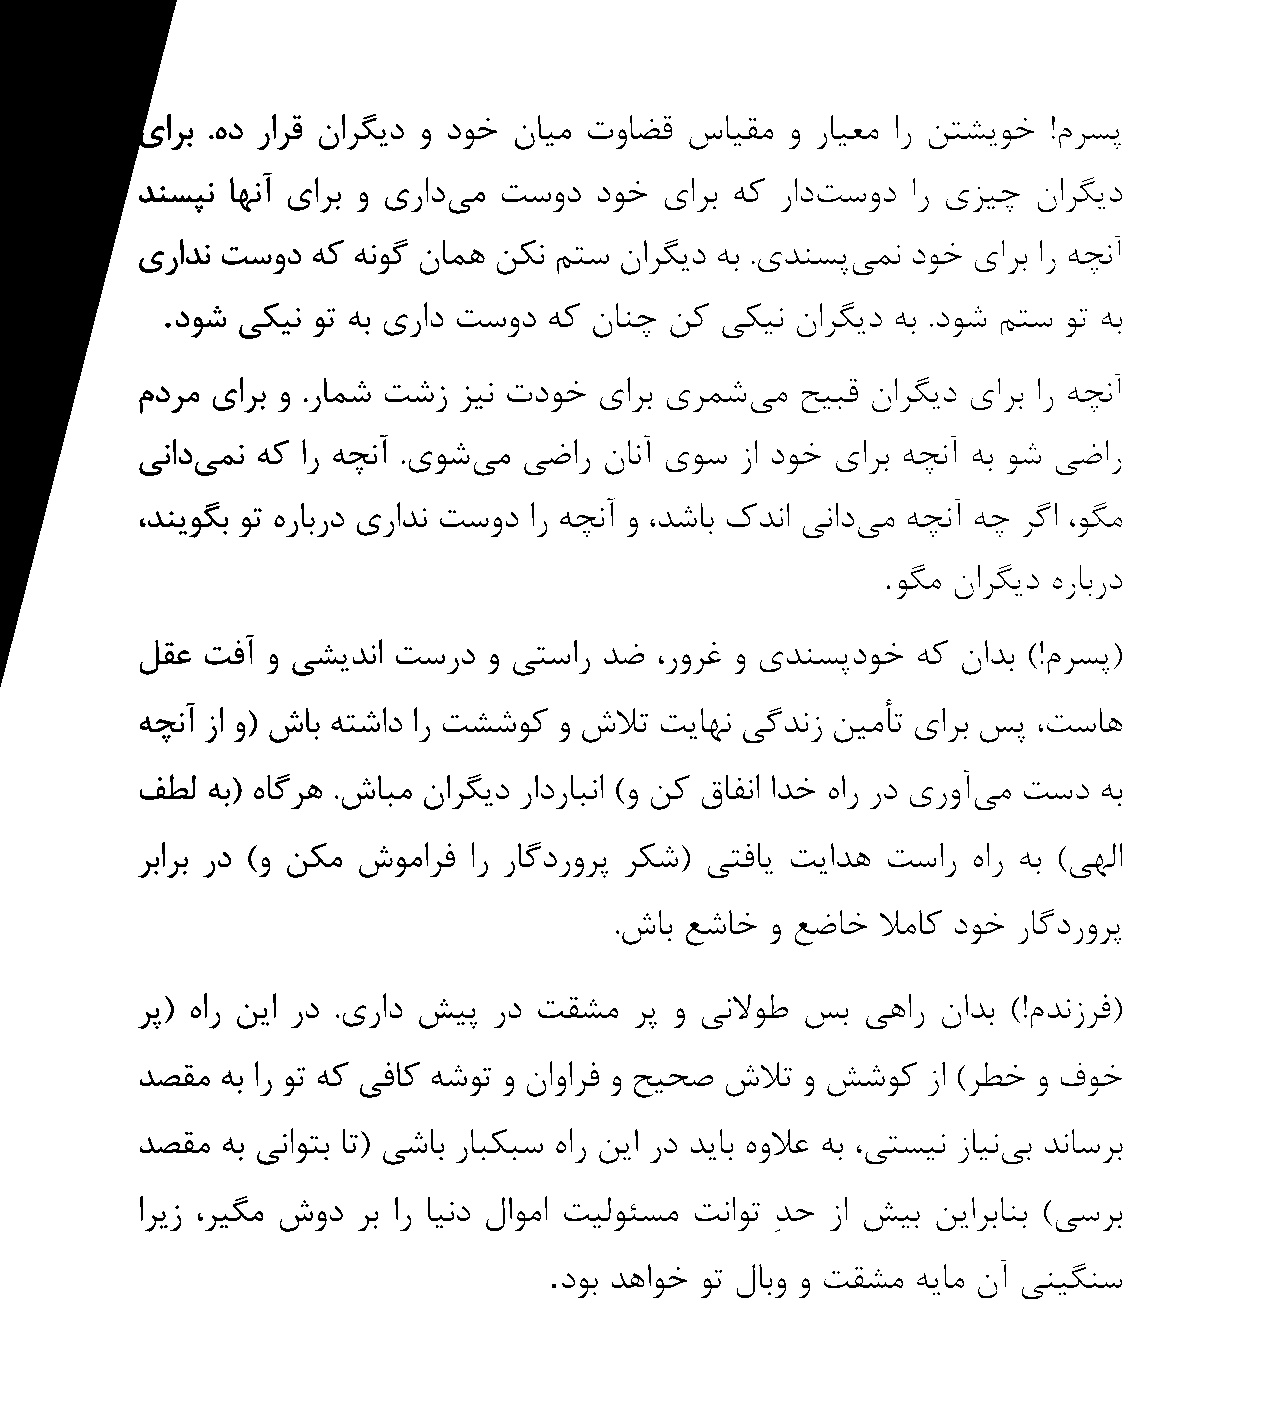 پسرم! خویشتن را معیار و مقیاس قضاوت میان خود و دیگران قرار ده. برای
دیگران چیزی را دوست‌دار که برای خود دوست می‌داری و برای آنها نپسند
آنچه را برای خود نمی‌پسندی. به دیگران ستم نکن همان گونه که دوست نداری
به تو ستم شود. به دیگران نیکی کن چنان که دوست داری به تو نیکی شود.
آنچه را برای دیگران قبیح می‌شمری برای خودت نیز زشت شمار. و برای مردم
راضی شو به آنچه برای خود از سوی آنان راضی می‌شوی. آنچه را که نمی‌دانی
مگو، اگر چه آنچه می‌دانی اندک باشد، و آنچه را دوست نداری درباره تو بگویند،
درباره دیگران مگو.
(پسرم!) بدان که خودپسندی و غرور، ضد راستی و درست اندیشی و آفت عقل
هاست، پس برای تأمین زندگی نهایت تلاش و کوششت را داشته باش (و از آنچه
به دست می‌آوری در راه خدا انفاق کن و) انباردار دیگران مباش. هرگاه (به لطف
الهی) به راه راست هدایت یافتی (شکر پروردگار را فراموش مکن و) در برابر
پروردگار خود کاملا خاضع و خاشع باش.
(فرزندم!) بدان راهی بس طولانی و پر مشقت در پیش داری. در این راه (پر
خوف و خطر) از کوشش و تلاش صحیح و فراوان و توشه کافی که تو را به مقصد
برساند بی‌نیاز نیستی، به علاوه باید در این راه سبکبار باشی (تا بتوانی به مقصد
برسی) بنابراین بیش از حدِ توانت مسئولیت اموال دنیا را بر دوش مگیر، زیرا
سنگینی آن مایه مشقت و وبال تو خواهد بود.